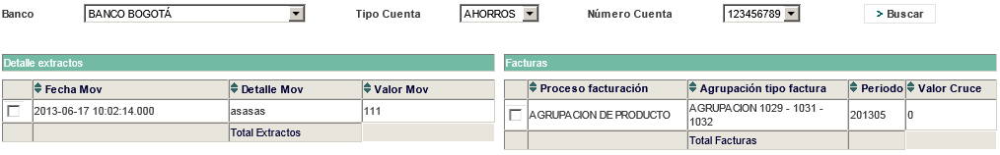 Banco BANCO BOGOTÁ Tipo Cuenta AHORROS Número Cuenta 123456789 > Buscar
Detalle extractos
Fecha Mov Detalle Mov Valor Mov
2013-06-17 10:02:14.000 asasas 111
Total Extractos
Facturas
Proceso facturación Agrupación tipo factura Periodo Valor Cruce
AGRUPACION DE PRODUCTO AGRUPACION 1029 - 1031 - 201305 0
1032
Total Facturas